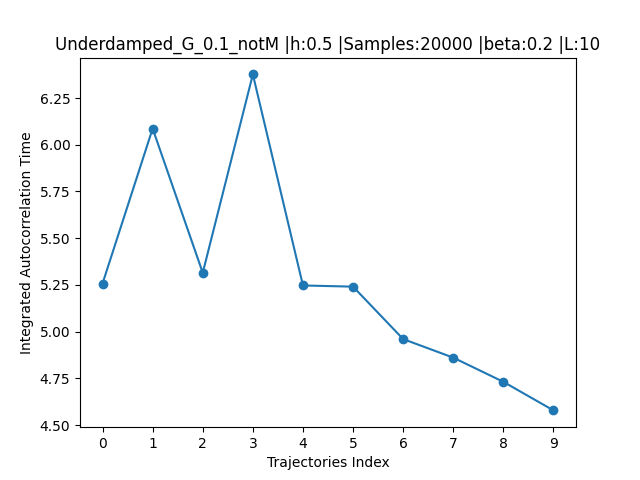 Underdamped_G_0.1_notM |h:0.5 |Samples:20000 |beta:0.2 |L:10
Integrated Autocorrelation Time
6.25
6.00
5.75
5.50
5.25
5.00
4.75
4.50
0 1 2 3 4 5 6 7 8 9
Trajectories Index